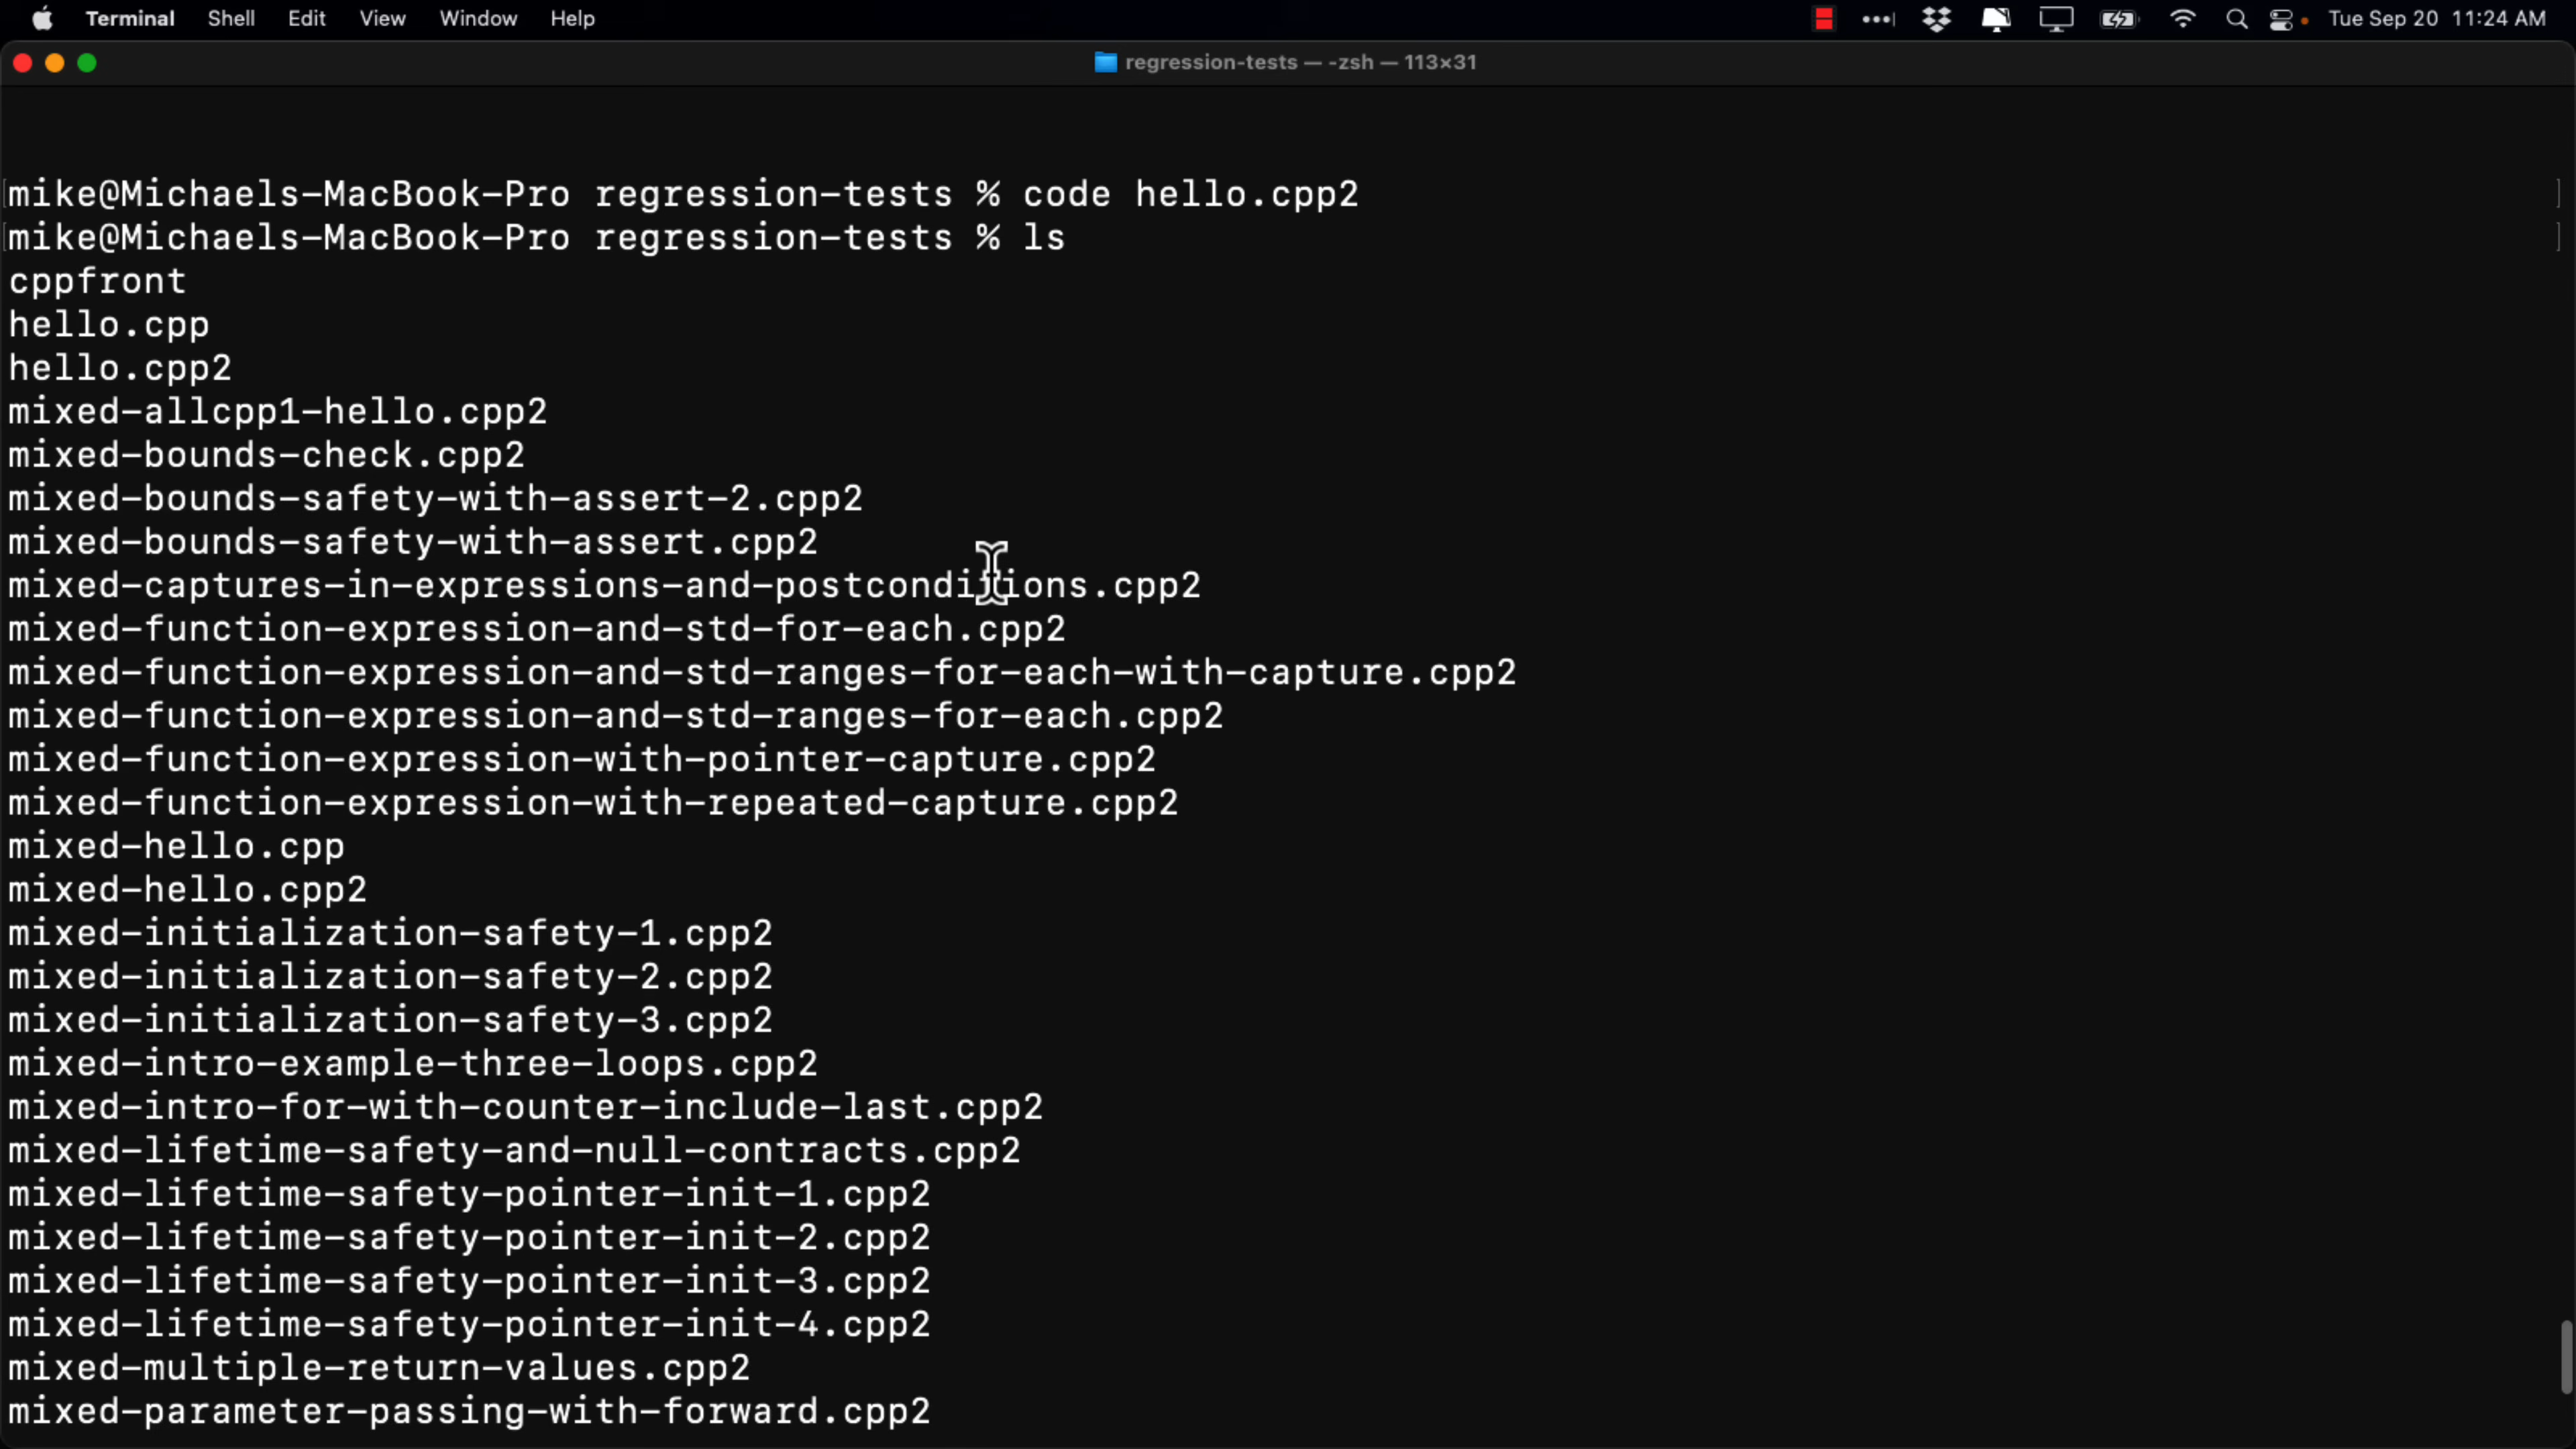 Terminal Shell Edit View Window Help Tue Sep 20 11:24 AM
regression-tests — -zsh — 113×31
mike@Michaels-MacBook-Pro regression-tests % code hello.cpp2
mike@Michaels-MacBook-Pro regression-tests % ls
cppfront
hello.cpp
hello.cpp2
mixed-allcpp1-hello.cpp2
mixed-bounds-check.cpp2
mixed-bounds-safety-with-assert-2.cpp2
mixed-bounds-safety-with-assert.cpp2
mixed-captures-in-expressions-and-postconditions.cpp2
mixed-function-expression-and-std-for-each.cpp2
mixed-function-expression-and-std-ranges-for-each-with-capture.cpp2
mixed-function-expression-and-std-ranges-for-each.cpp2
mixed-function-expression-with-pointer-capture.cpp2
mixed-function-expression-with-repeated-capture.cpp2
mixed-hello.cpp
mixed-hello.cpp2
mixed-initialization-safety-1.cpp2
mixed-initialization-safety-2.cpp2
mixed-initialization-safety-3.cpp2
mixed-intro-example-three-loops.cpp2
mixed-intro-for-with-counter-include-last.cpp2
mixed-lifetime-safety-and-null-contracts.cpp2
mixed-lifetime-safety-pointer-init-1.cpp2
mixed-lifetime-safety-pointer-init-2.cpp2
mixed-lifetime-safety-pointer-init-3.cpp2
mixed-lifetime-safety-pointer-init-4.cpp2
mixed-multiple-return-values.cpp2
mixed-parameter-passing-with-forward.cpp2